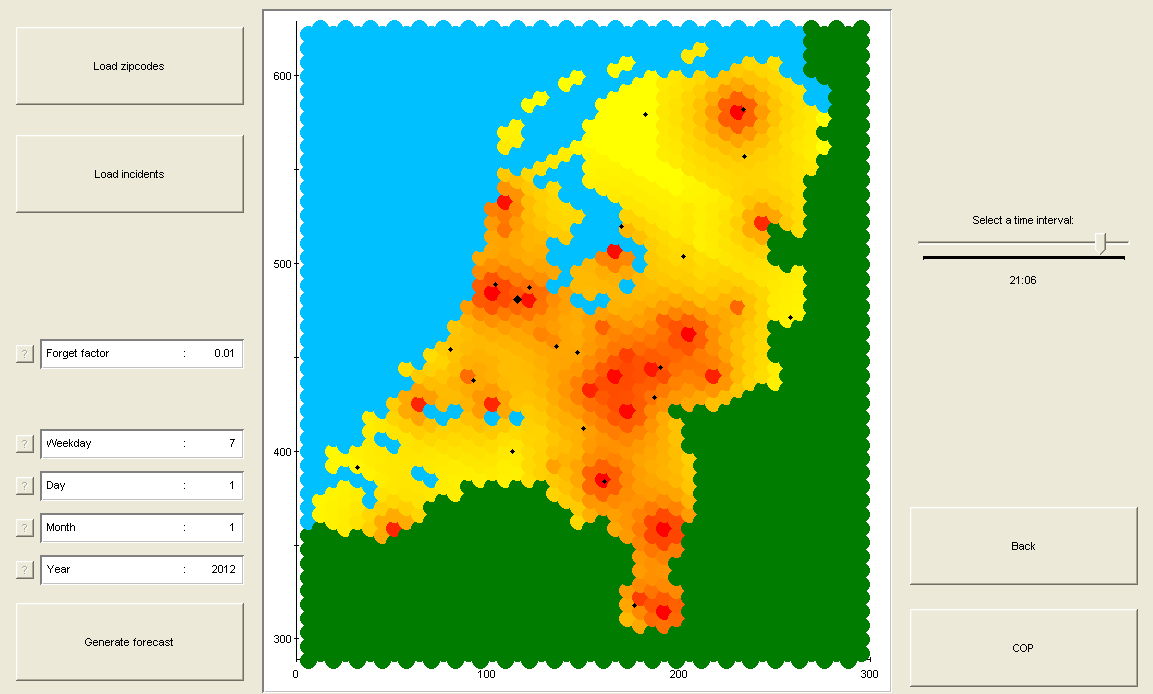 Load zipcodes
Load incidents
? Forget factor : 0.01
? Weekday : 7
? Day : 1
? Month : 1
? Year : 2012
Generate forecast
600
500
400
300
0 100 200 300
Select a time interval:
21:06
Back
COP